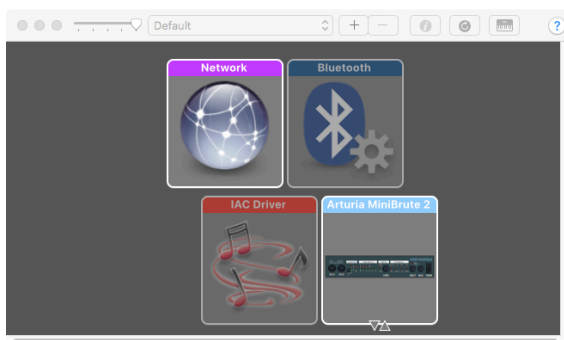 Default
?
Network
Bluetooth
IAC Driver
Arturia MiniBrute 2